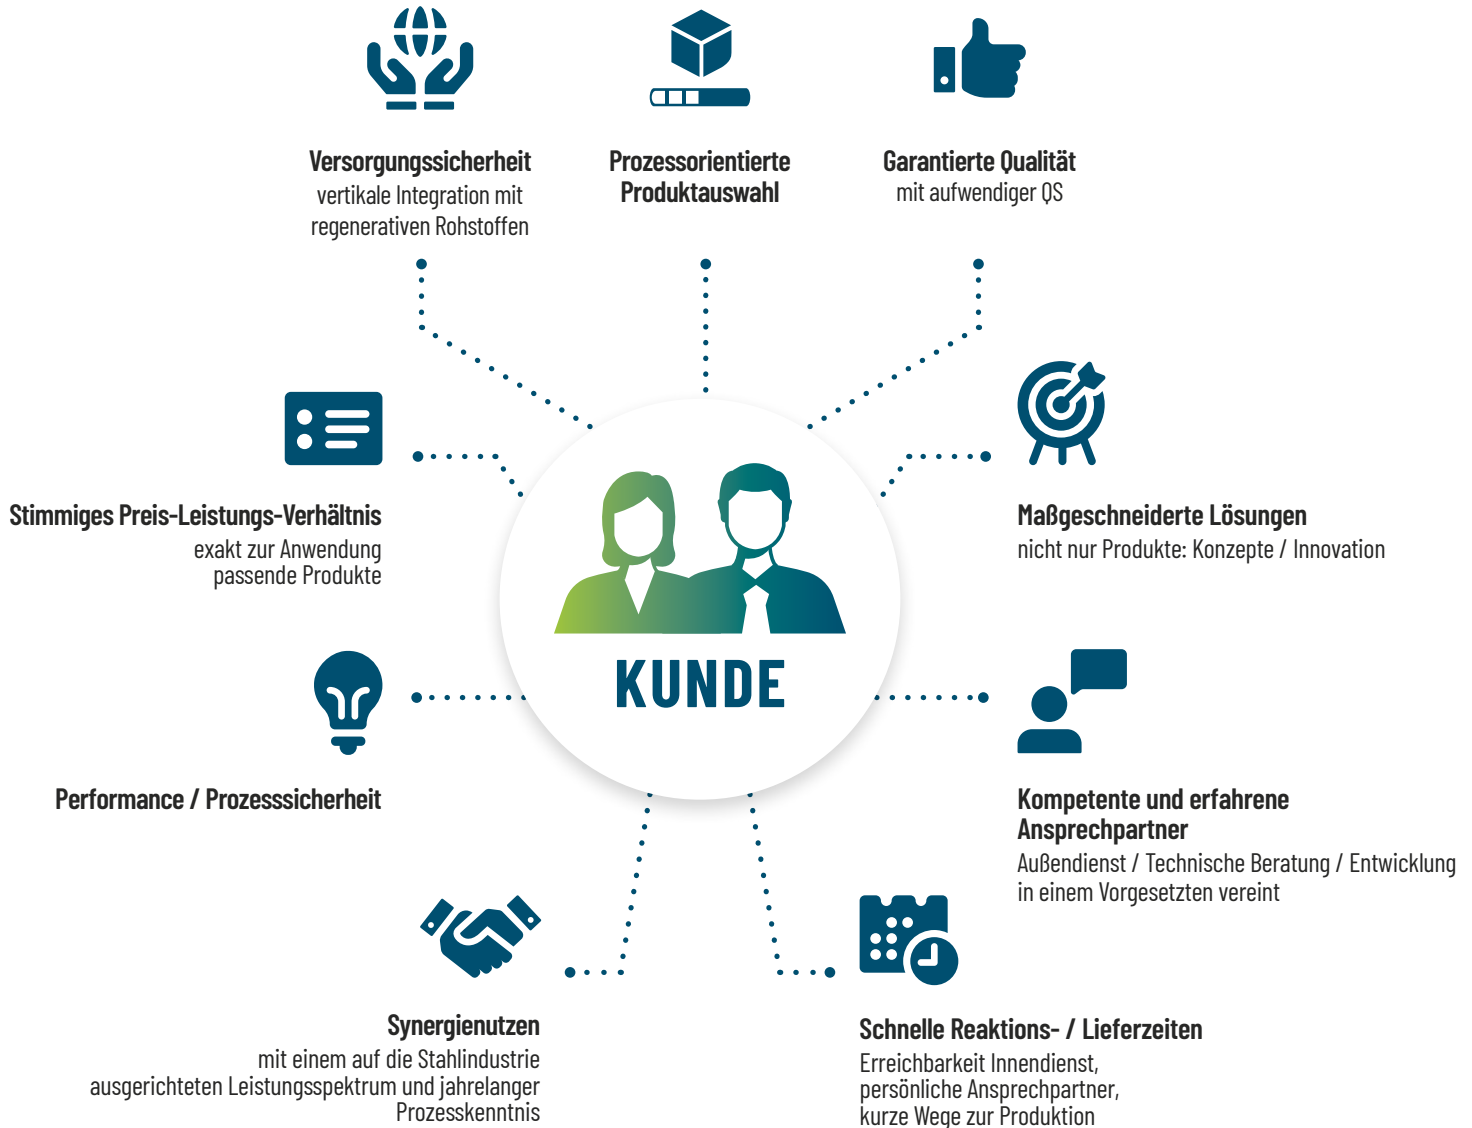 Versorgungssicherheit
vertikale Integration mit
regenerativen Rohstoffen
Prozessorientierte
Produktauswahl
Garantierte Qualität
mit aufwendiger QS
Stimmiges Preis-Leistungs-Verhältnis
exakt zur Anwendung
passende Produkte
Maßgeschneiderte Lösungen
nicht nur Produkte: Konzepte / Innovation
KUNDE
Performance / Prozesssicherheit
Kompetente und erfahrene
Ansprechpartner
Außendienst / Technische Beratung / Entwicklung
in einem Vorgesetzten vereint
Synergienutzen
mit einem auf die Stahlindustrie
ausgerichteten Leistungsspektrum und jahrelanger
Prozesskenntnis
Schnelle Reaktions- / Lieferzeiten
Erreichbarkeit Innendienst,
persönliche Ansprechpartner,
kurze Wege zur Produktion